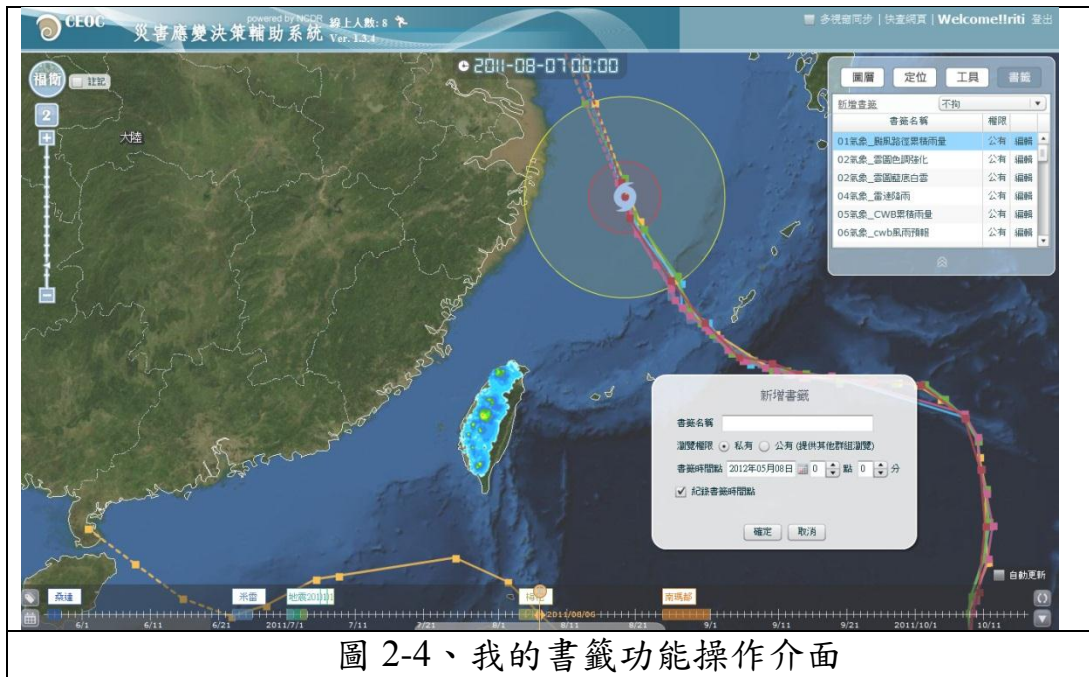 CEOC
powered by NCDR
災害應變決策輔助系統 Ver. 1.3.4
線上人數: 8
多視窗同步 | 快查網頁 | Welcome!!riti 登出
福衛
註記
2
大陸
2011-08-07 00:00
圖層 定位 工具 書籤
新增書籤 不拘
書籤名稱 權限
01氣象_颱風路徑累積雨量 公有 編輯
02氣象_雲圖色調強化 公有 編輯
02氣象_雲圖藍底白雲 公有 編輯
04氣象_雷達降雨 公有 編輯
05氣象_CWB累積雨量 公有 編輯
06氣象_cwb風雨預報 公有 編輯
新增書籤
書籤名稱
瀏覽權限 私有 公有 (提供其他群組瀏覽)
書籤時間點 2012年05月08日 0 點 0 分
紀錄書籤時間點
確定 取消
自動更新
桑達 米雷 南瑪都
2011/08/06
6/1 6/11 6/21 2011/7/1 7/11 7/21 8/1 8/11 8/21 9/1 9/11 9/21 2011/10/1 10/11
圖 2-4、我的書籤功能操作介面